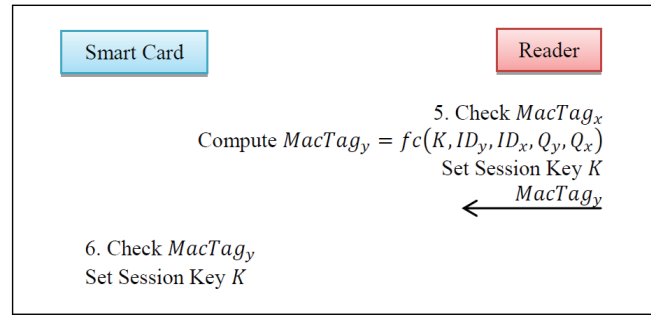 Smart Card
Reader
5. Check MacTag_x
Compute MacTag_y = fc(K, ID_y, ID_x, Q_y, Q_x)
Set Session Key K
MacTag_y
6. Check MacTag_y
Set Session Key K